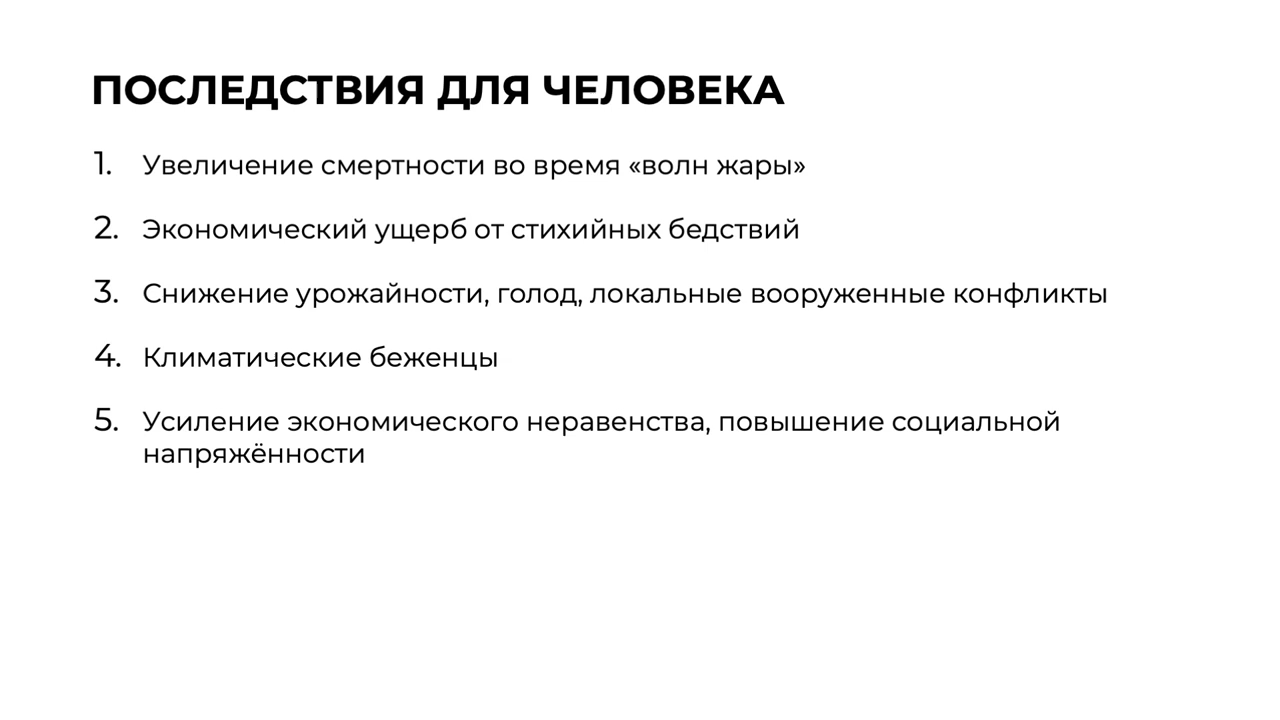 ПОСЛЕДСТВИЯ ДЛЯ ЧЕЛОВЕКА
1. Увеличение смертности во время «волн жары»
2. Экономический ущерб от стихийных бедствий
3. Снижение урожайности, голод, локальные вооруженные конфликты
4. Климатические беженцы
5. Усиление экономического неравенства, повышение социальной
напряжённости